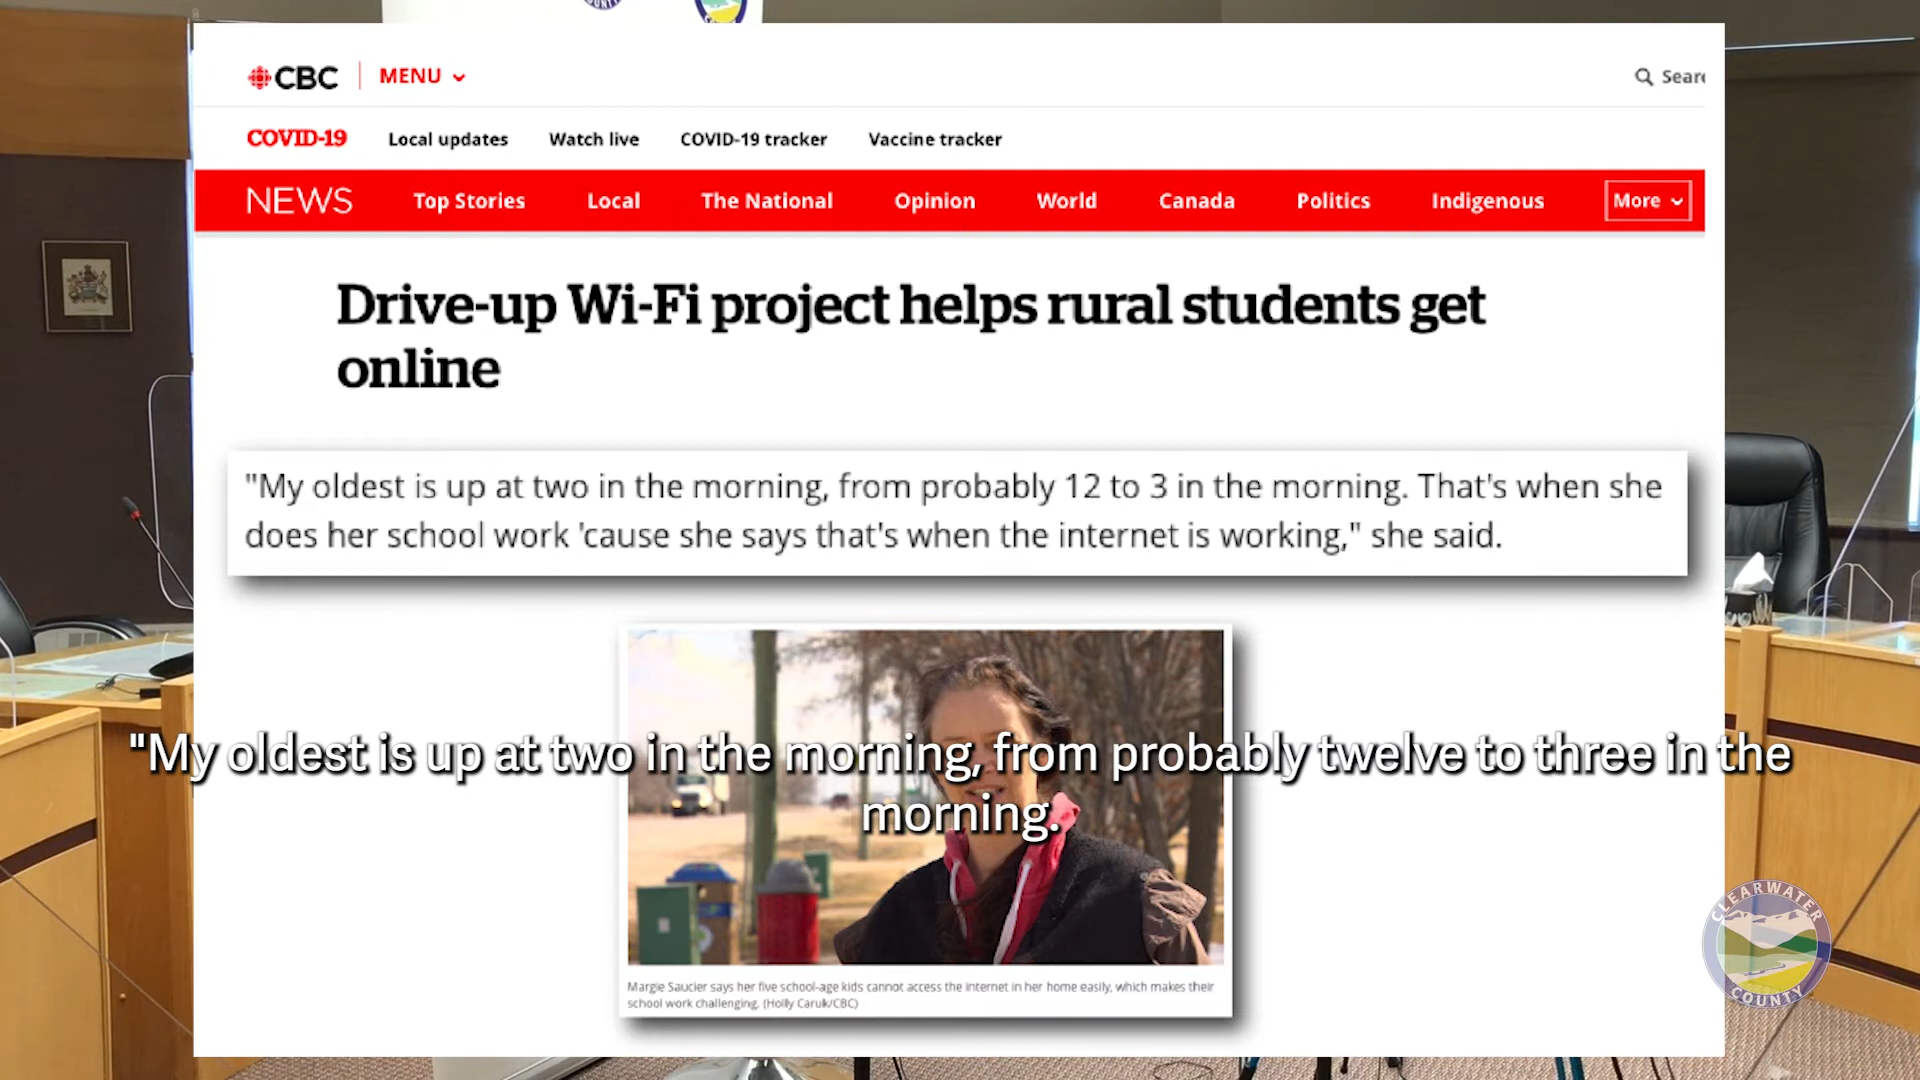 COUNTY
CBC
MENU
COVID-19
Local updates
Watch live
COVID-19 tracker
Vaccine tracker
NEWS
Top Stories
Local
The National
Opinion
World
Canada
Politics
Indigenous
More
Drive-up Wi-Fi project helps rural students get
online
"My oldest is up at two in the morning, from probably 12 to 3 in the morning. That's when she
does her school work 'cause she says that's when the internet is working," she said.
"My oldest is up at two in the morning, from probably twelve to three in the
morning.
Margie Saucier says her five school-age kids cannot access the internet in her home easily, which makes their
school work challenging. (Holly Caruk/CBC)
CLEARWATER
COUNTY